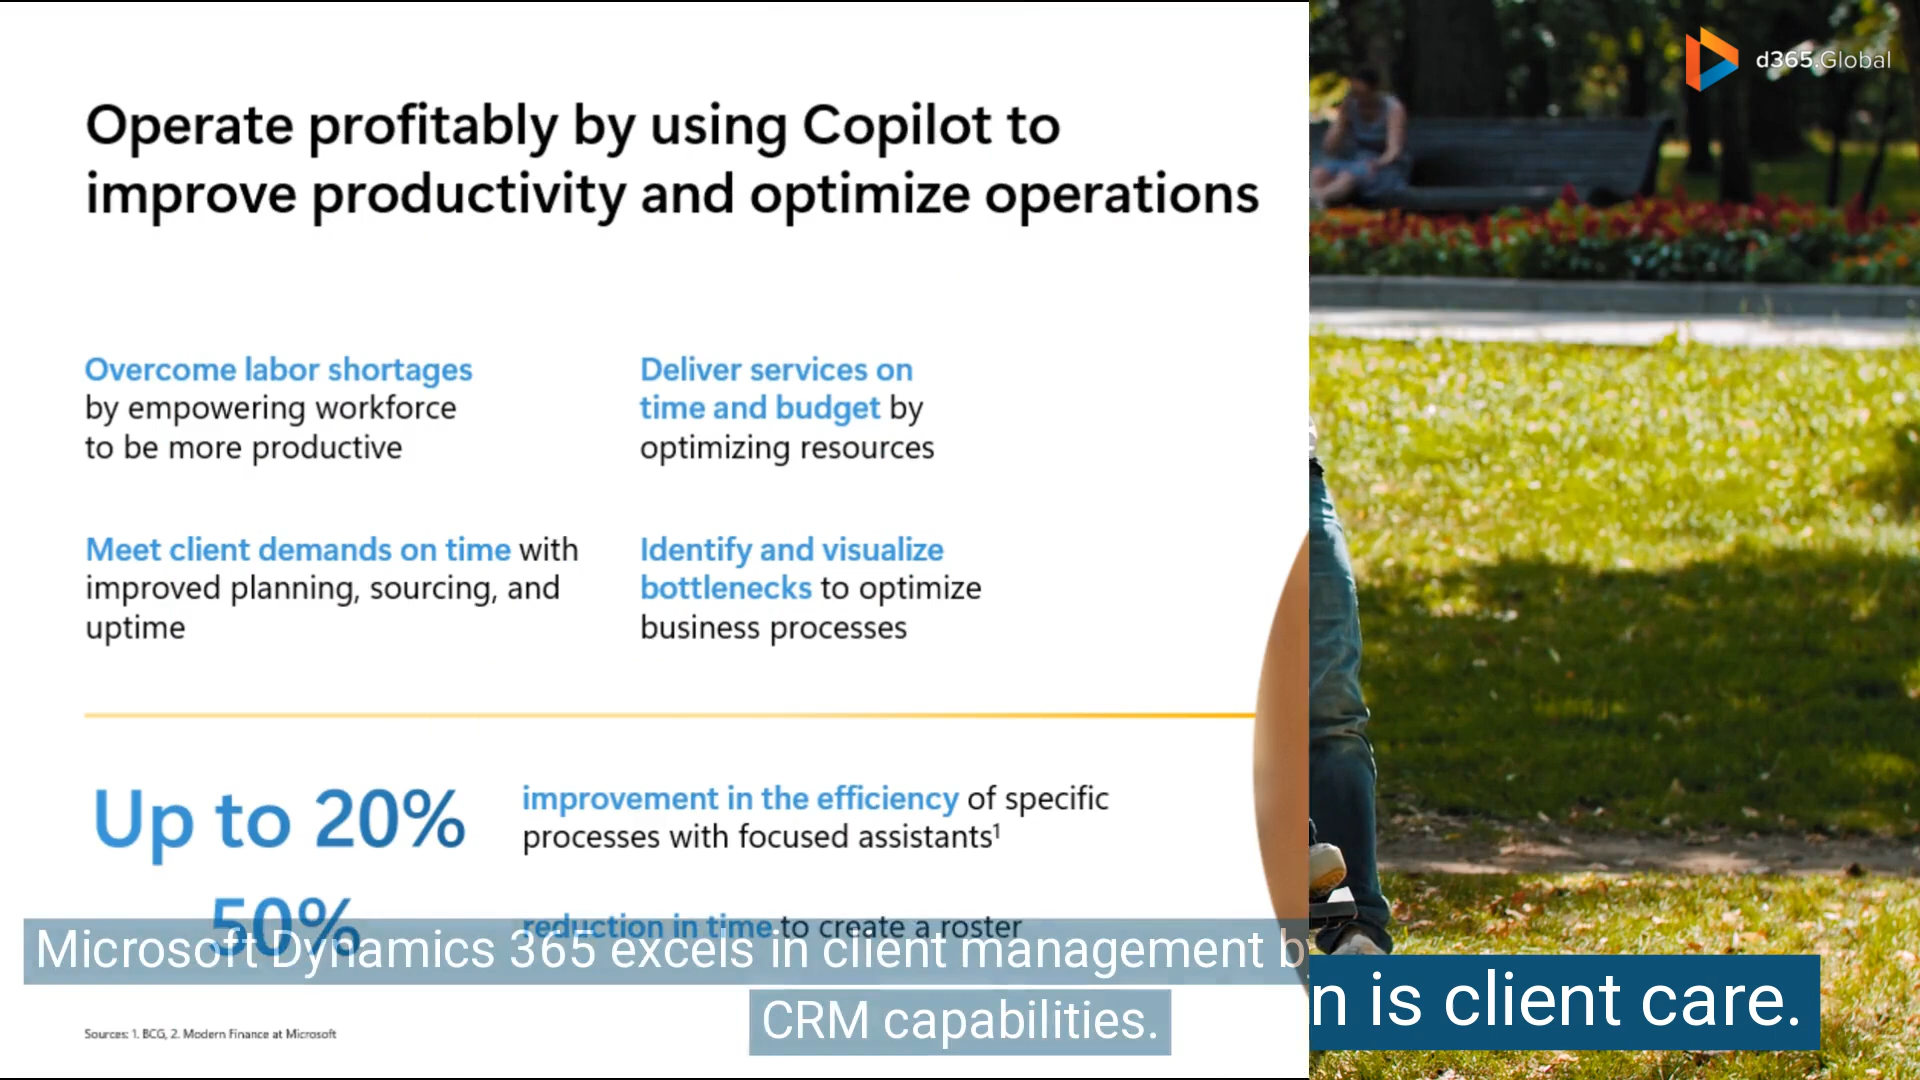 d365.Global
Operate profitably by using Copilot to
improve productivity and optimize operations
Overcome labor shortages
by empowering workforce
to be more productive
Deliver services on
time and budget by
optimizing resources
Meet client demands on time with
improved planning, sourcing, and
uptime
Identify and visualize
bottlenecks to optimize
business processes
Up to 20%
improvement in the efficiency of specific
processes with focused assistants¹
50%
reduction in time to create a roster
Microsoft Dynamics 365 excels in client management by
CRM capabilities.
n is client care.
Sources: 1. BCG, 2. Modern Finance at Microsoft